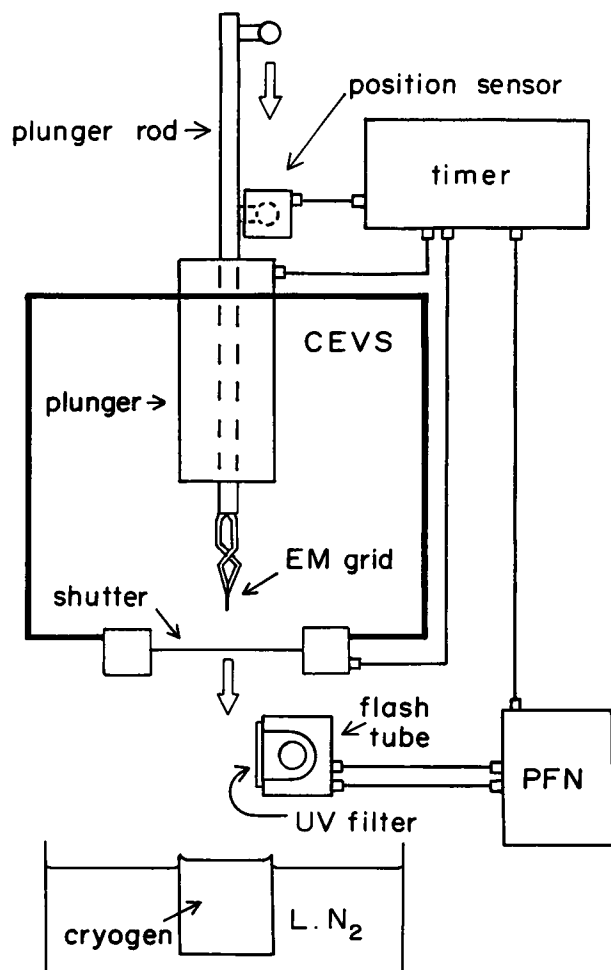 position sensor
plunger rod
timer
CEVS
plunger
EM grid
shutter
flash
tube
PFN
UV filter
cryogen
L. N₂